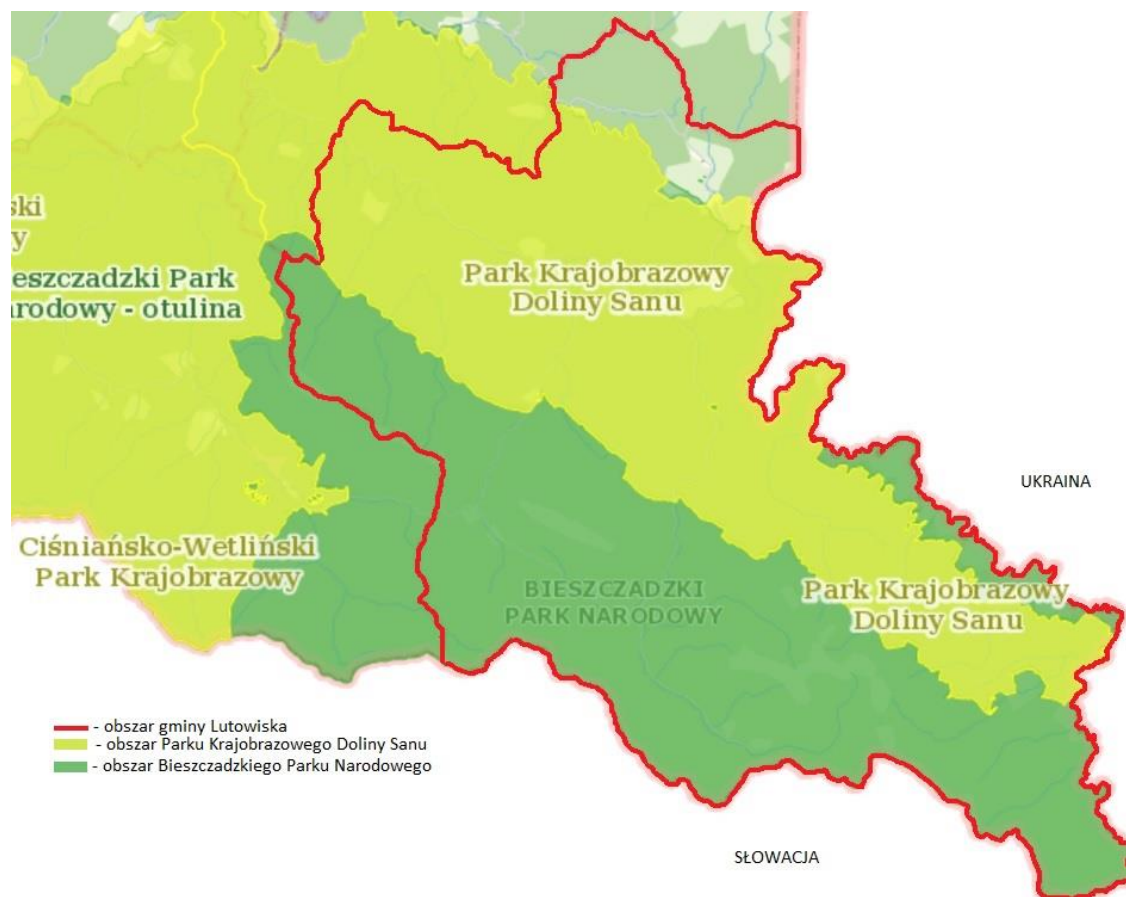 ski
y
ieszczadzki Park
arodowy - otulina
Park Krajobrazowy
Doliny Sanu
UKRAINA
Ciśniańsko-Wetliński
Park Krajobrazowy
BIESZCZADZKI
PARK NARODOWY
Park Krajobrazowy
Doliny Sanu
- obszar gminy Lutowiska
- obszar Parku Krajobrazowego Doliny Sanu
- obszar Bieszczadzkiego Parku Narodowego
SŁOWACJA